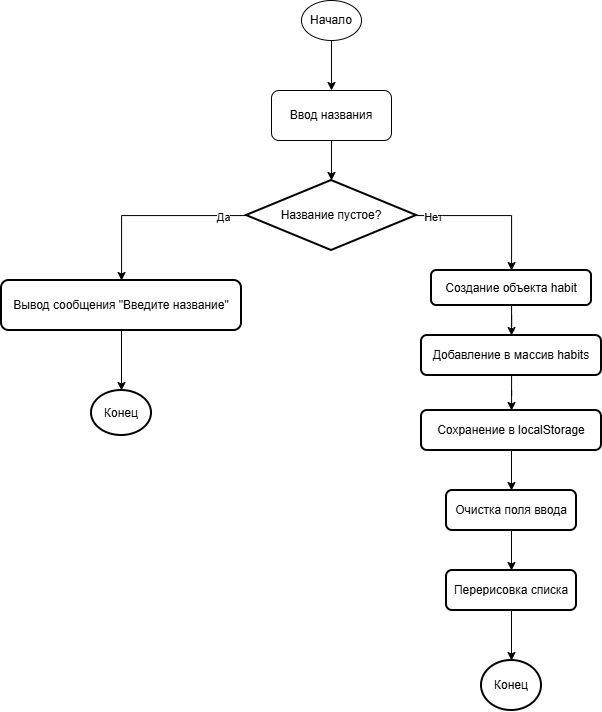 Начало
Ввод названия
Название пустое?
Да
Нет
Вывод сообщения "Введите название"
Конец
Создание объекта habit
Добавление в массив habits
Сохранение в localStorage
Очистка поля ввода
Перерисовка списка
Конец